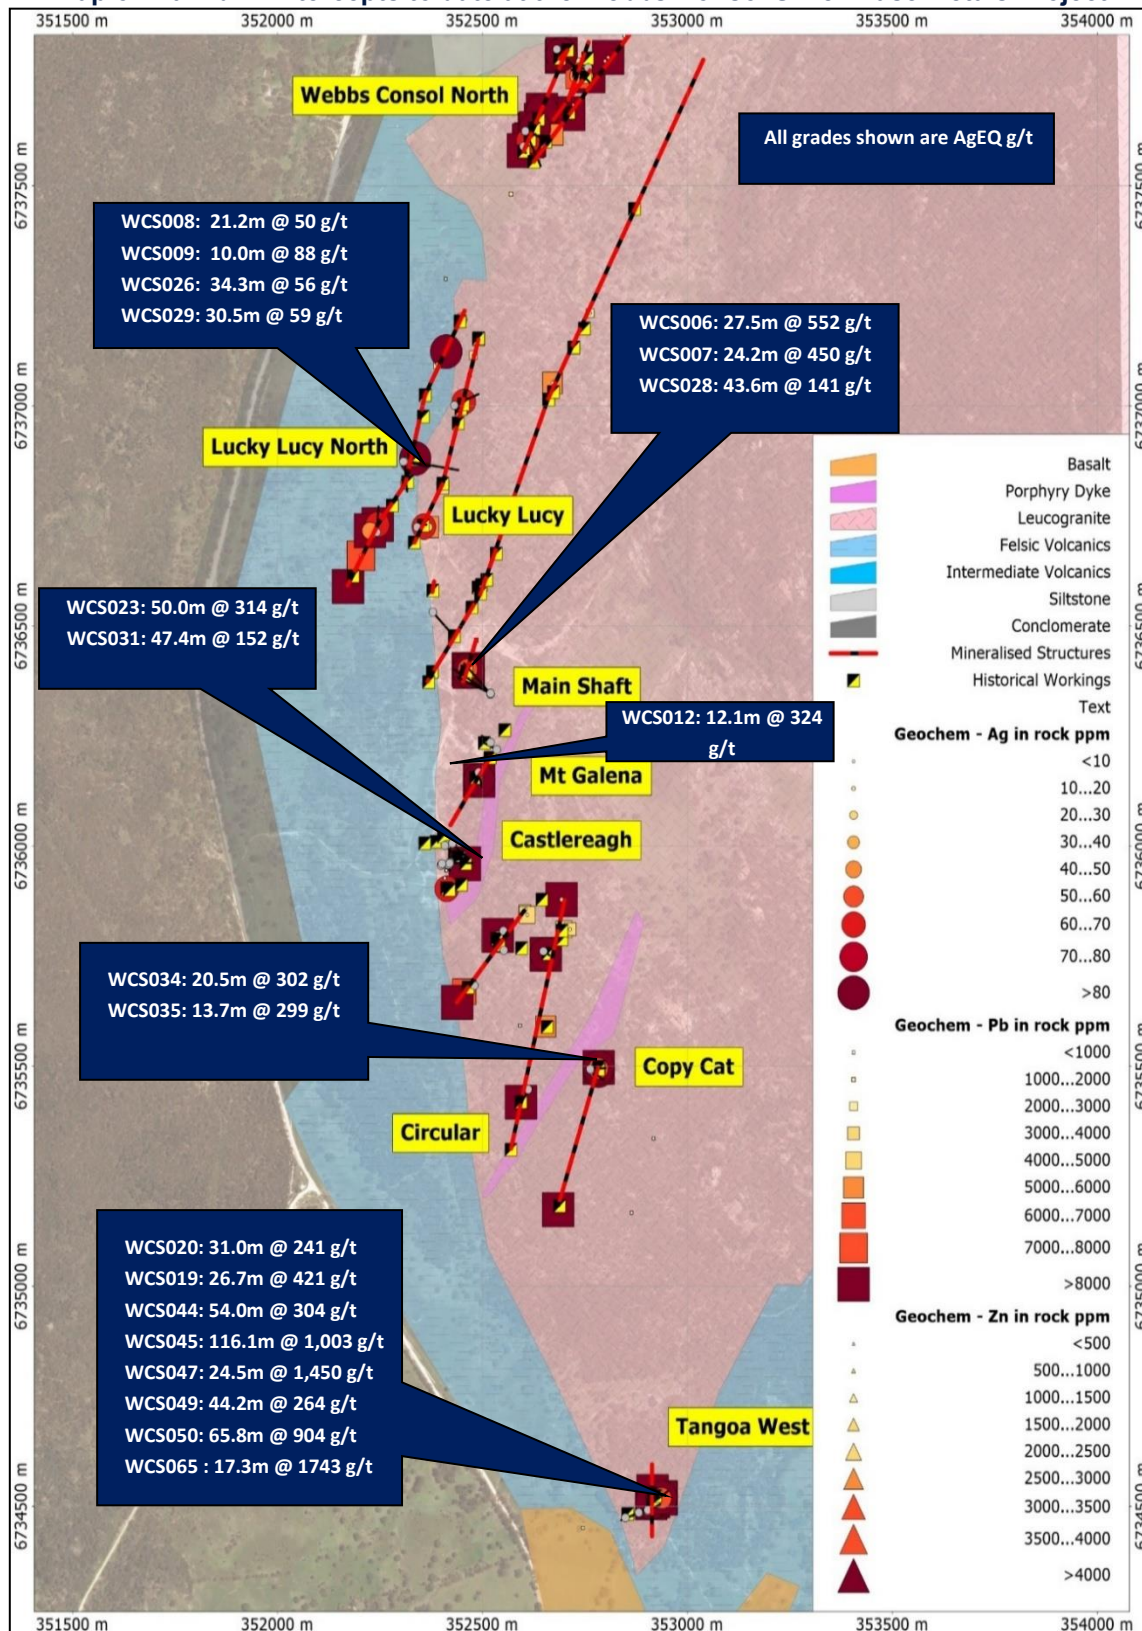 351500 m 352000 m 352500 m 353000 m 353500 m 354000 m
Webbs Consol North
All grades shown are AgEQ g/t
6737500 m 6737500 m
WCS008: 21.2m @ 50 g/t
WCS009: 10.0m @ 88 g/t
WCS026: 34.3m @ 56 g/t
WCS029: 30.5m @ 59 g/t
WCS006: 27.5m @ 552 g/t
WCS007: 24.2m @ 450 g/t
WCS028: 43.6m @ 141 g/t
6737000 m 6737000 m
Lucky Lucy North
Lucky Lucy
WCS023: 50.0m @ 314 g/t
WCS031: 47.4m @ 152 g/t
6736500 m 6736500 m
Main Shaft
WCS012: 12.1m @ 324
g/t
Mt Galena
Castlereagh
6736000 m 6736000 m
WCS034: 20.5m @ 302 g/t
WCS035: 13.7m @ 299 g/t
Copy Cat
6735500 m 6735500 m
Circular
WCS020: 31.0m @ 241 g/t
WCS019: 26.7m @ 421 g/t
WCS044: 54.0m @ 304 g/t
WCS045: 116.1m @ 1,003 g/t
WCS047: 24.5m @ 1,450 g/t
WCS049: 44.2m @ 264 g/t
WCS050: 65.8m @ 904 g/t
WCS065 : 17.3m @ 1743 g/t
6735000 m 6735000 m
Tangoa West
6734500 m 6734500 m
Basalt
Porphyry Dyke
Leucogranite
Felsic Volcanics
Intermediate Volcanics
Siltstone
Conclomerate
Mineralised Structures
Historical Workings
Text
Geochem - Ag in rock ppm
<10
10...20
20...30
30...40
40...50
50...60
60...70
70...80
>80
Geochem - Pb in rock ppm
<1000
1000...2000
2000...3000
3000...4000
4000...5000
5000...6000
6000...7000
7000...8000
>8000
Geochem - Zn in rock ppm
<500
500...1000
1000...1500
1500...2000
2000...2500
2500...3000
3000...3500
3500...4000
>4000
351500 m 352000 m 352500 m 353000 m 353500 m 354000 m